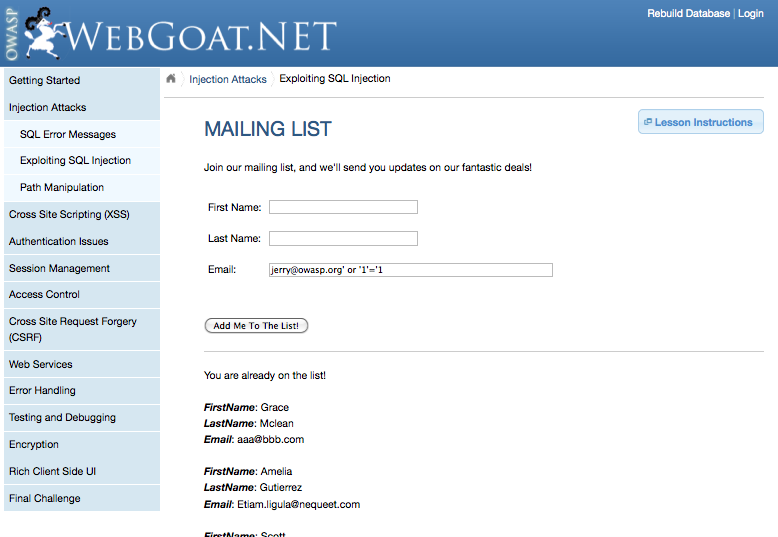 OWASP
WEBGOAT.NET
Rebuild Database | Login
Getting Started
Injection Attacks
SQL Error Messages
Exploiting SQL Injection
Path Manipulation
Cross Site Scripting (XSS)
Authentication Issues
Session Management
Access Control
Cross Site Request Forgery
(CSRF)
Web Services
Error Handling
Testing and Debugging
Encryption
Rich Client Side UI
Final Challenge
Injection Attacks Exploiting SQL Injection
MAILING LIST
Lesson Instructions
Join our mailing list, and we'll send you updates on our fantastic deals!
First Name:
Last Name:
Email: jerry@owasp.org' or '1'='1
Add Me To The List!
You are already on the list!
FirstName: Grace
LastName: Mclean
Email: aaa@bbb.com
FirstName: Amelia
LastName: Gutierrez
Email: Etiam.ligula@nequeet.com
FirstName: Scott